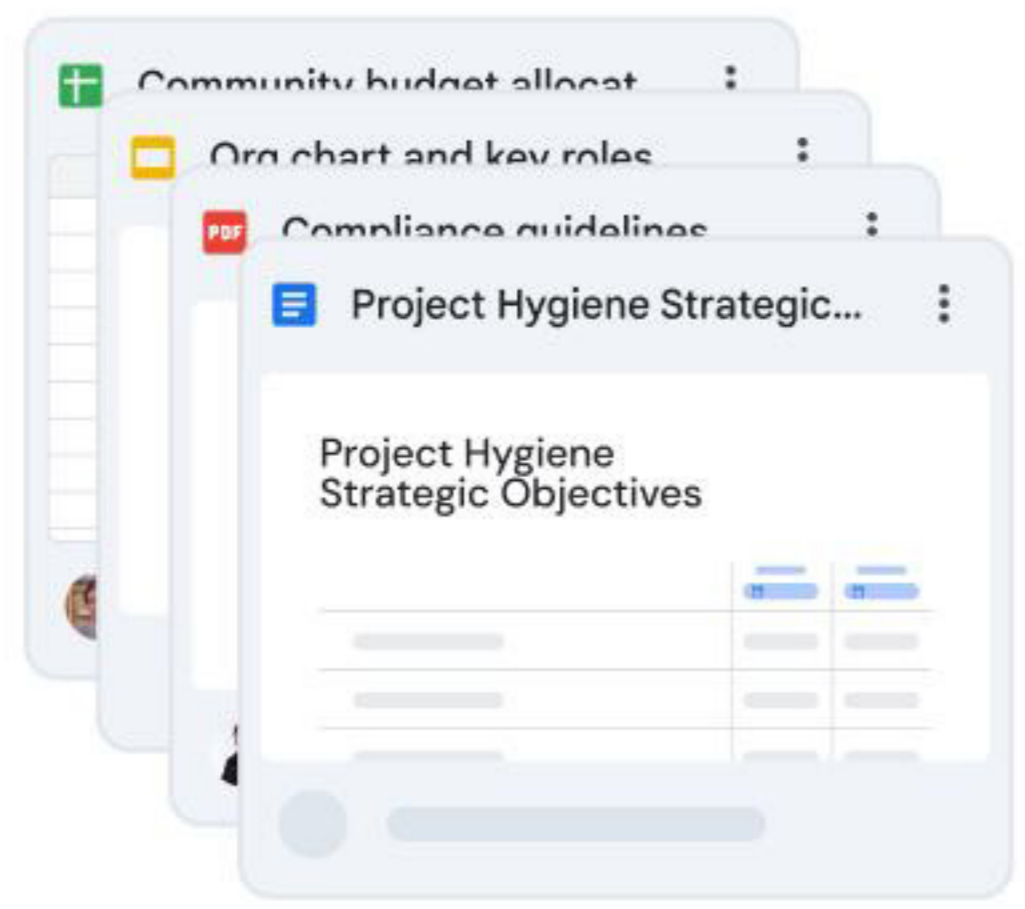 Community budget allocat
Org chart and key roles
PDF
Compliance guidelines
Project Hygiene Strategic...
Project Hygiene
Strategic Objectives